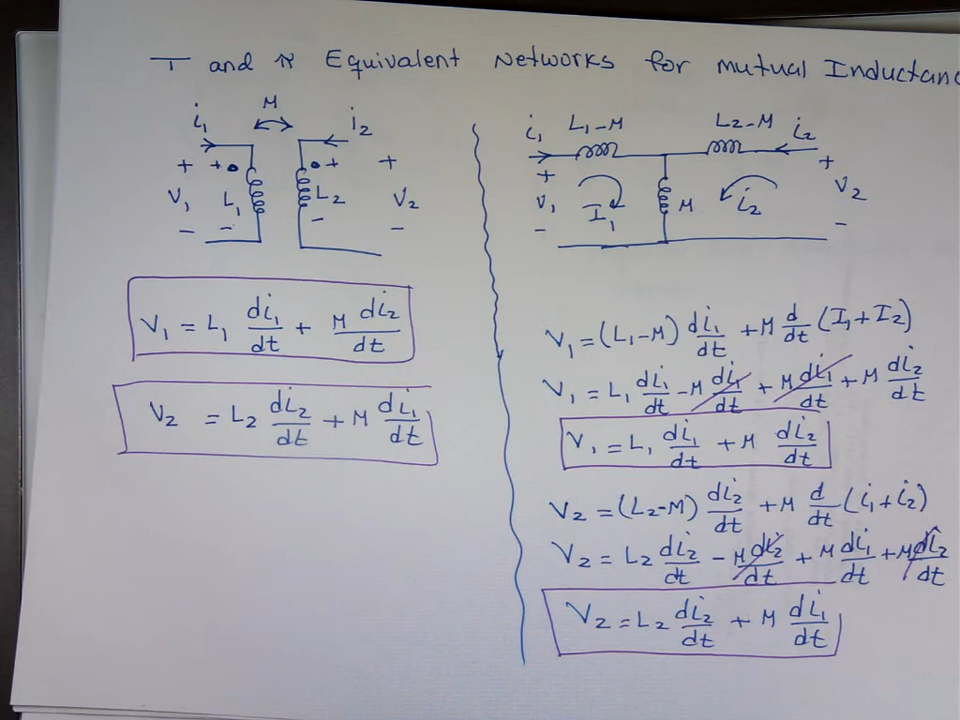 T and π Equivalent Networks for mutual Inductanc
i1 M i2
+ + + +
V1 L1 L2 V2
- - - -
V1 = L1 di1/dt + M di2/dt
V2 = L2 di2/dt + M di1/dt
i1 L1-M L2-M i2
+ +
V1 I1 M i2 V2
- -
V1 = (L1-M) di1/dt + M d/dt (I1 + I2)
V1 = L1 di1/dt - M di1/dt + M di1/dt + M di2/dt
V1 = L1 di1/dt + M di2/dt
V2 = (L2-M) di2/dt + M d/dt (i1 + i2)
V2 = L2 di2/dt - M di2/dt + M di1/dt + M di2/dt
V2 = L2 di2/dt + M di1/dt